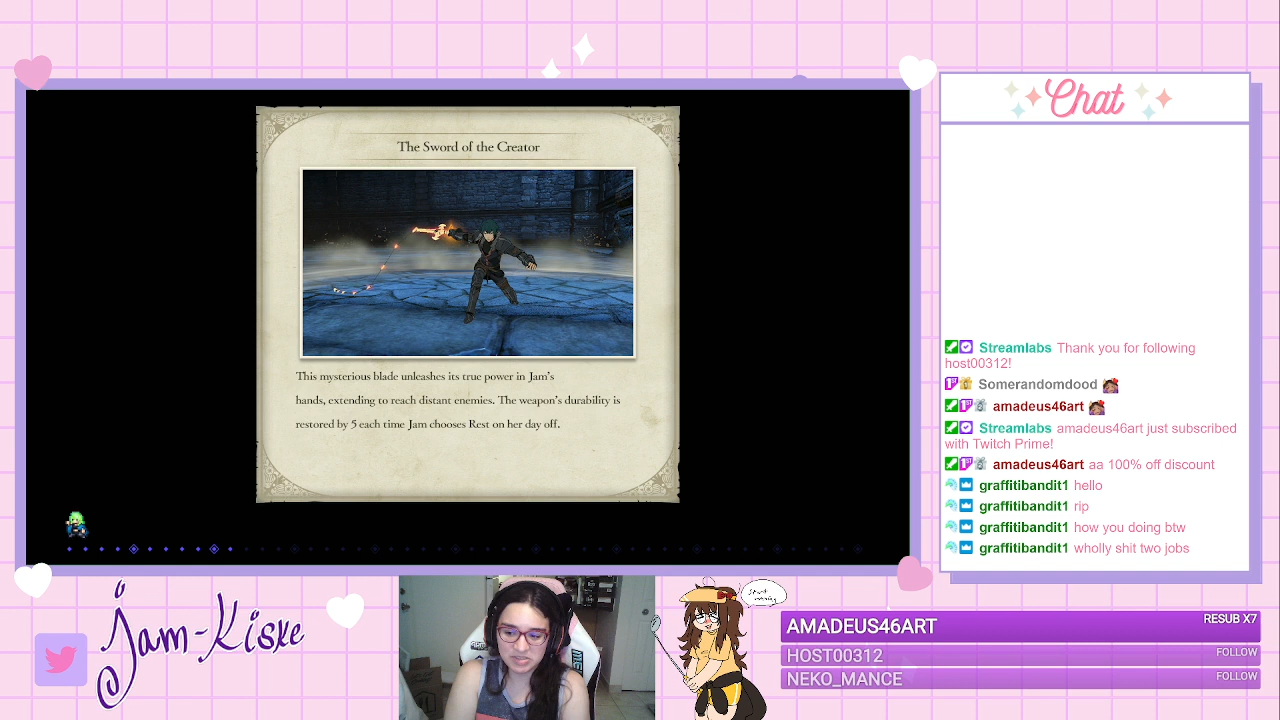 Chat
The Sword of the Creator
This mysterious blade unleashes its true power in Jam's
hands, extending to reach distant enemies. The weapon's durability is
restored by 5 each time Jam chooses Rest on her day off.
Streamlabs Thank you for following
host00312!
Somerandomdood
amadeus46art
Streamlabs amadeus46art just subscribed
with Twitch Prime!
amadeus46art aa 100% off discount
graffitibandit1 hello
graffitibandit1 rip
graffitibandit1 how you doing btw
graffitibandit1 wholly shit two jobs
Jam-Kiske
AMADEUS46ART RESUB X7
HOST00312 FOLLOW
NEKO_MANCE FOLLOW